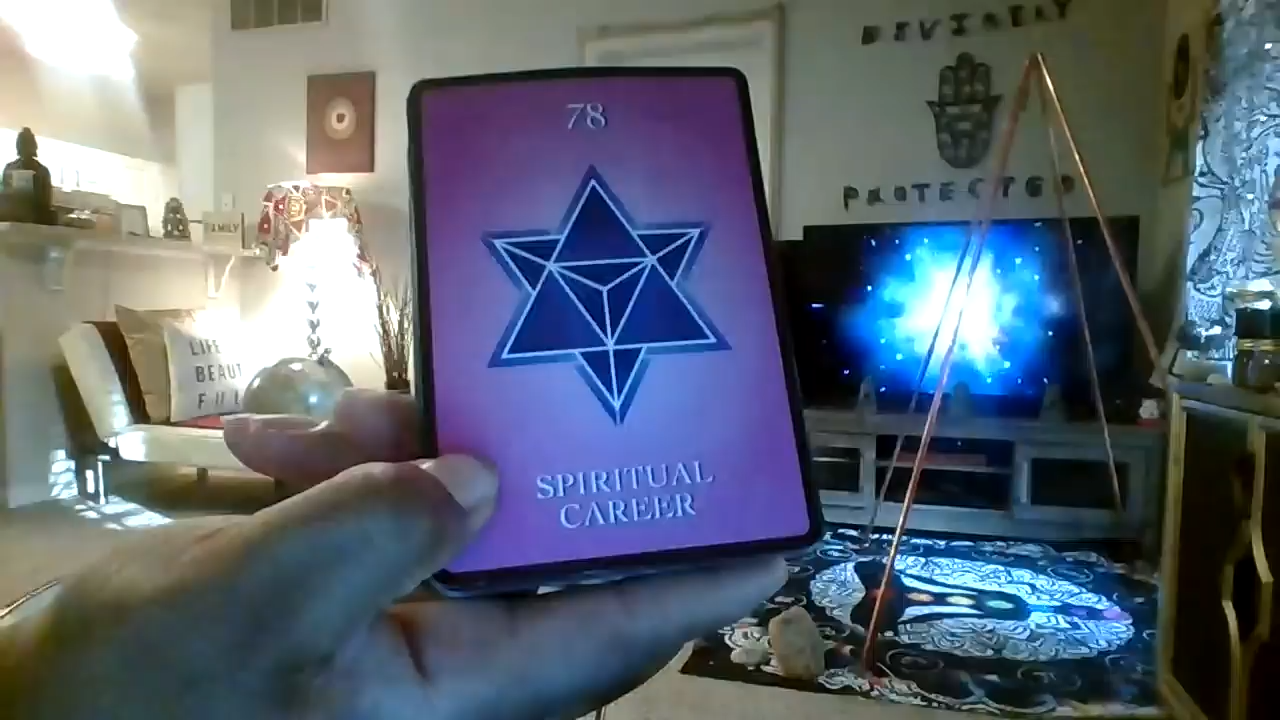 78
SPIRITUAL
CAREER
DIVINELY
PROTECTED
FAMILY
LIFE
BEAUT
FUL